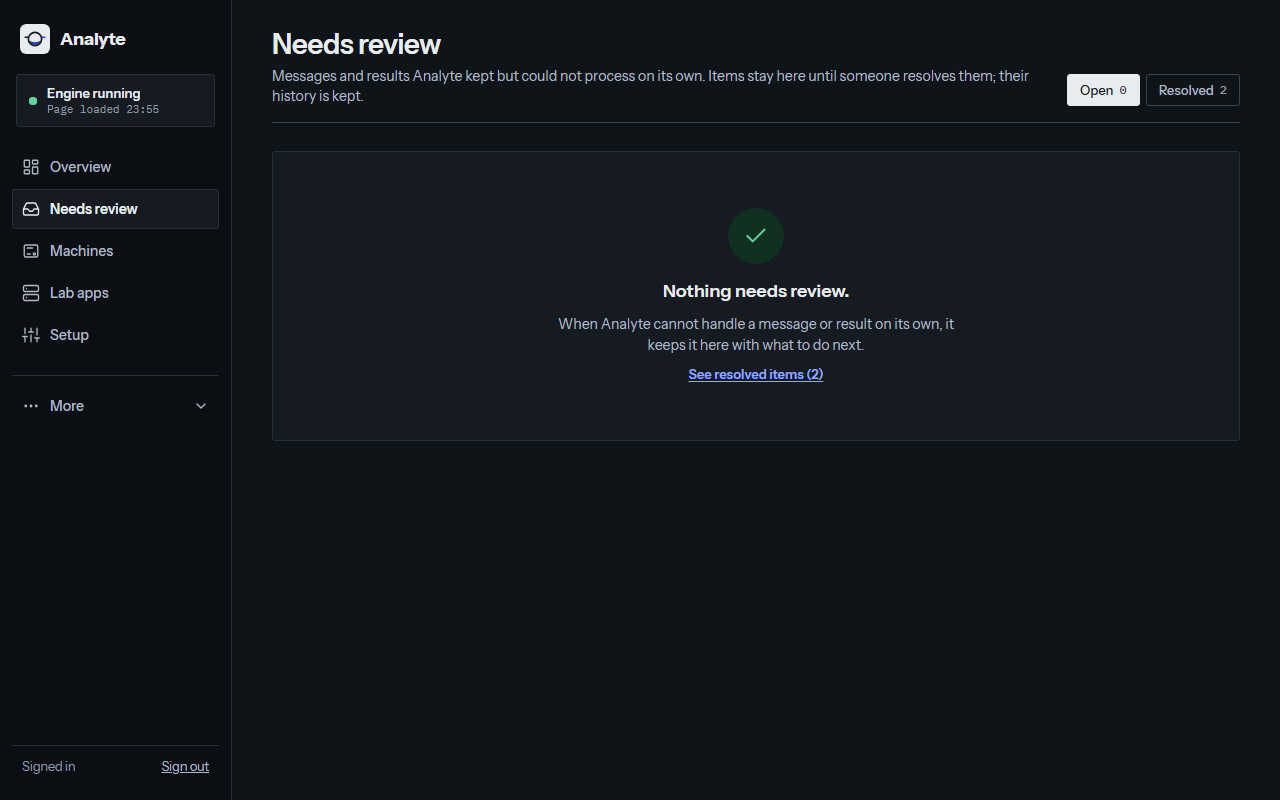 Analyte
Engine running
Page loaded 23:55
Overview
Needs review
Machines
Lab apps
Setup
More
Signed in
Sign out
Needs review
Messages and results Analyte kept but could not process on its own. Items stay here until someone resolves them; their
history is kept.
Open 0
Resolved 2
Nothing needs review.
When Analyte cannot handle a message or result on its own, it
keeps it here with what to do next.
See resolved items (2)